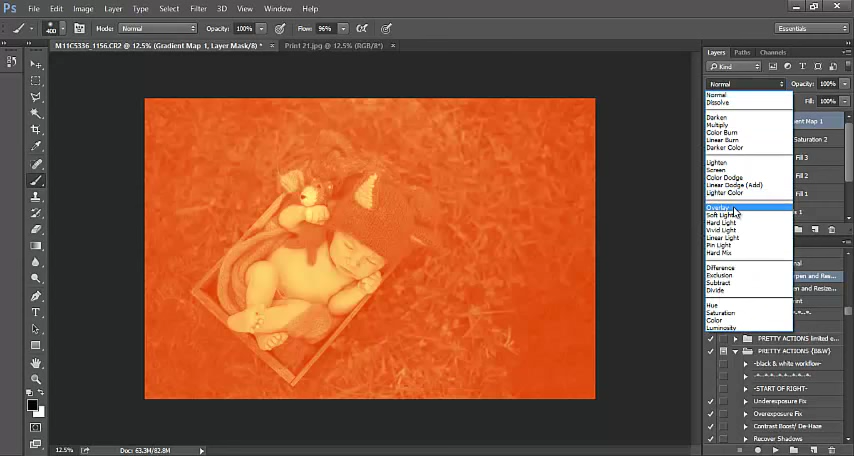 Ps File Edit Image Layer Type Select Filter 3D View Window Help
400 Mode: Normal Opacity: 100% Flow: 96% Essentials
M11C5336_1156.CR2 @ 12.5% (Gradient Map 1, Layer Mask/8) * × Print 21.jpg @ 12.5% (RGB/8*) ×
Layers Paths Channels
Kind
Normal Opacity: 100%
Normal
Dissolve
Fill: 100%
Darken
Multiply
Color Burn
Linear Burn
Darker Color
Lighten
Screen
Color Dodge
Linear Dodge (Add)
Lighter Color
Overlay
Soft Light
Hard Light
Vivid Light
Linear Light
Pin Light
Hard Mix
Difference
Exclusion
Subtract
Divide
Hue
Saturation
Color
Luminosity
ent Map 1
Saturation 2
Fill 3
Fill 2
Fill 1
PRETTY ACTIONS limited e...
PRETTY ACTIONS {B&W}
-black & white workflow-
-*-*-*-*-*-*-*-
-START OF RIGHT-
Underexposure Fix
Overexposure Fix
Contrast Boost/ De-Haze
Recover Shadows
12.5% Doc: 63.3M/82.8M